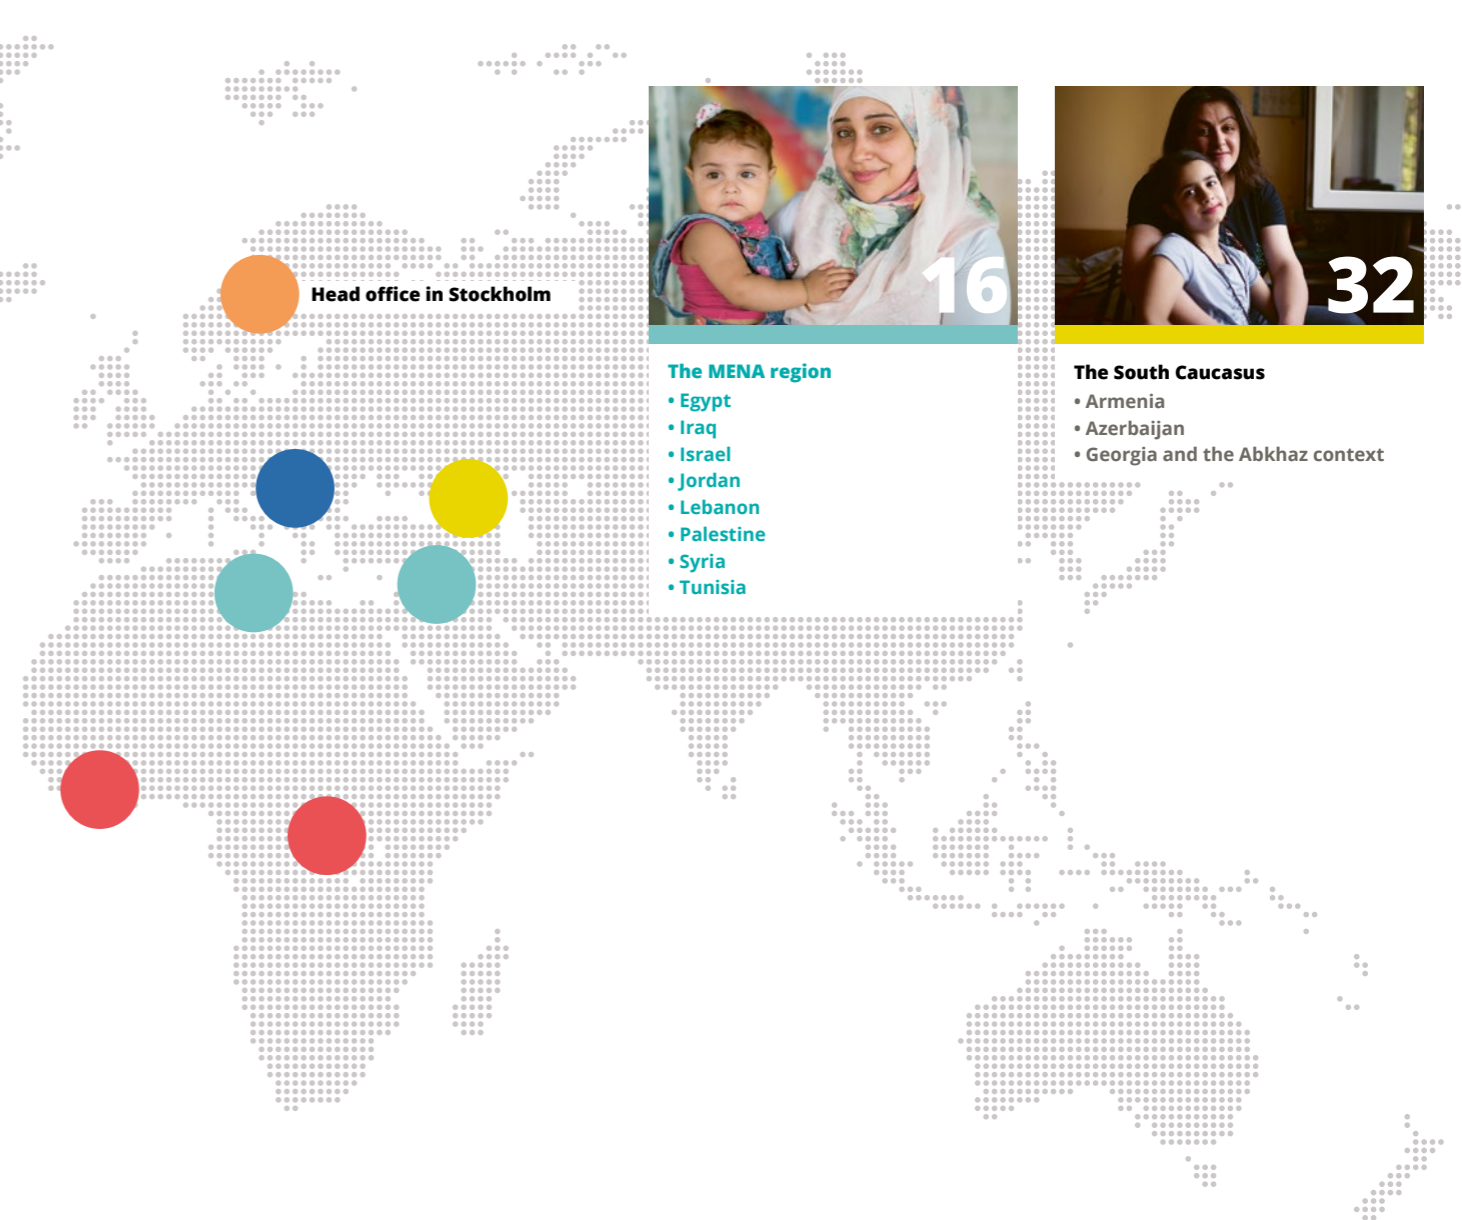 Head office in Stockholm
16
The MENA region
• Egypt
• Iraq
• Israel
• Jordan
• Lebanon
• Palestine
• Syria
• Tunisia
32
The South Caucasus
• Armenia
• Azerbaijan
• Georgia and the Abkhaz context